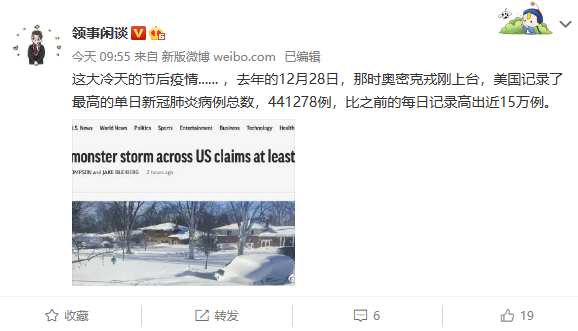 领事闲谈
今天 09:55 来自 新版微博 weibo.com 已编辑
这大冷天的节后疫情...... ，去年的12月28日，那时奥密克戎刚上台，美国记录了
最高的单日新冠肺炎病例总数，441278例，比之前的每日记录高出近15万例。
U.S. News World News Politics Sports Entertainment Business Technology Health
monster storm across US claims at least
OMPSON and JAKE BLEIBERG 2 hours ago
收藏 转发 6 19